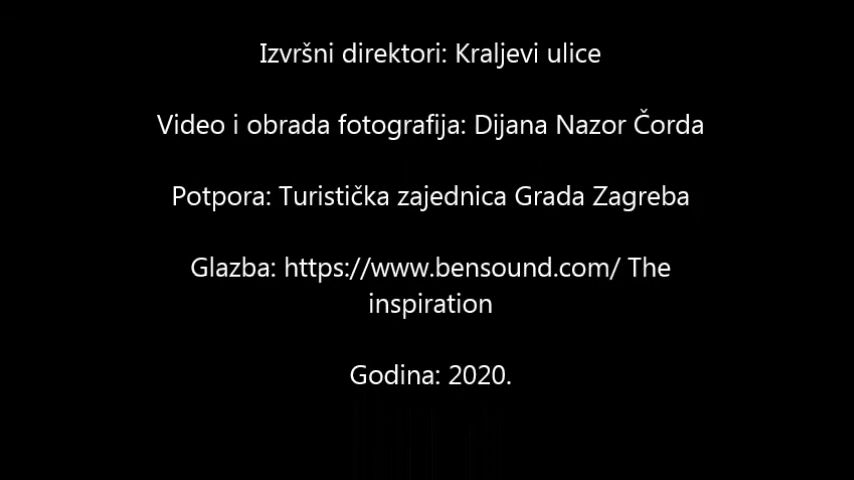 Izvršni direktori: Kraljevi ulice
Video i obrada fotografija: Dijana Nazor Čorda
Potpora: Turistička zajednica Grada Zagreba
Glazba: https://www.bensound.com/ The
inspiration
Godina: 2020.